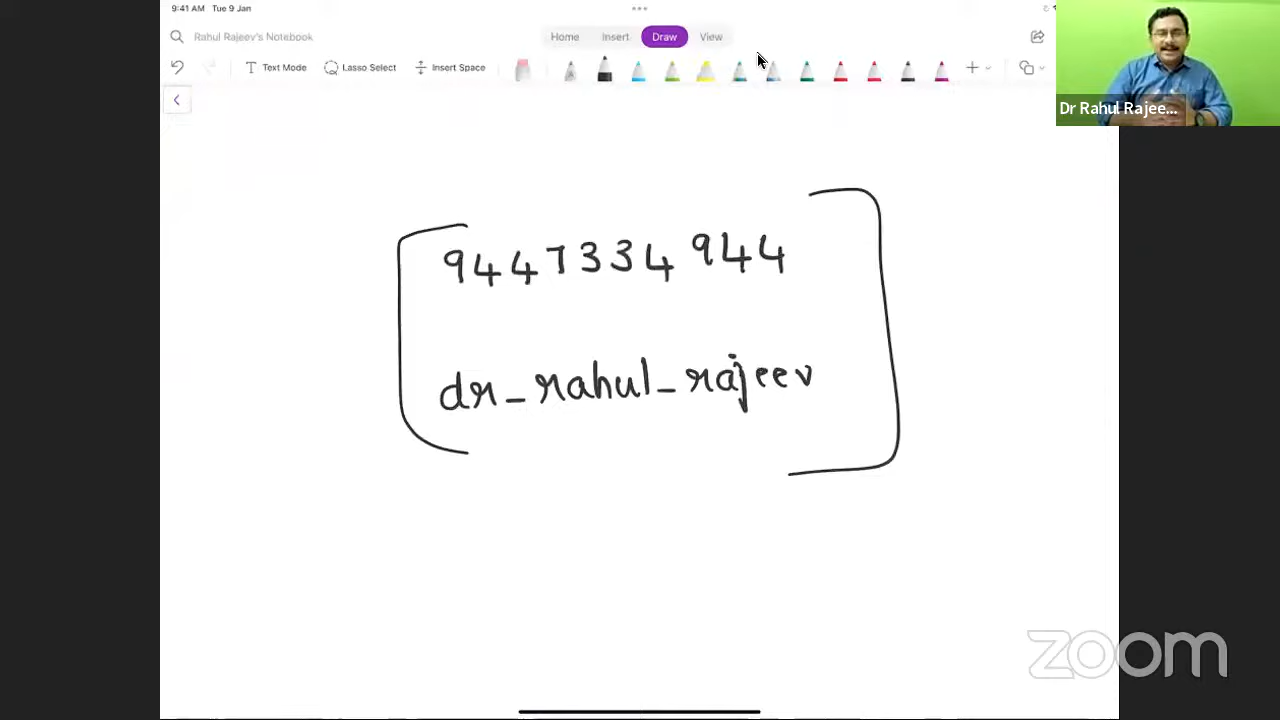 9:41 AM Tue 9 Jan
Rahul Rajeev's Notebook
Home Insert Draw View
Text Mode Lasso Select Insert Space
Dr Rahul Rajee...
9447334944
dr_rahul_rajeev
zoom